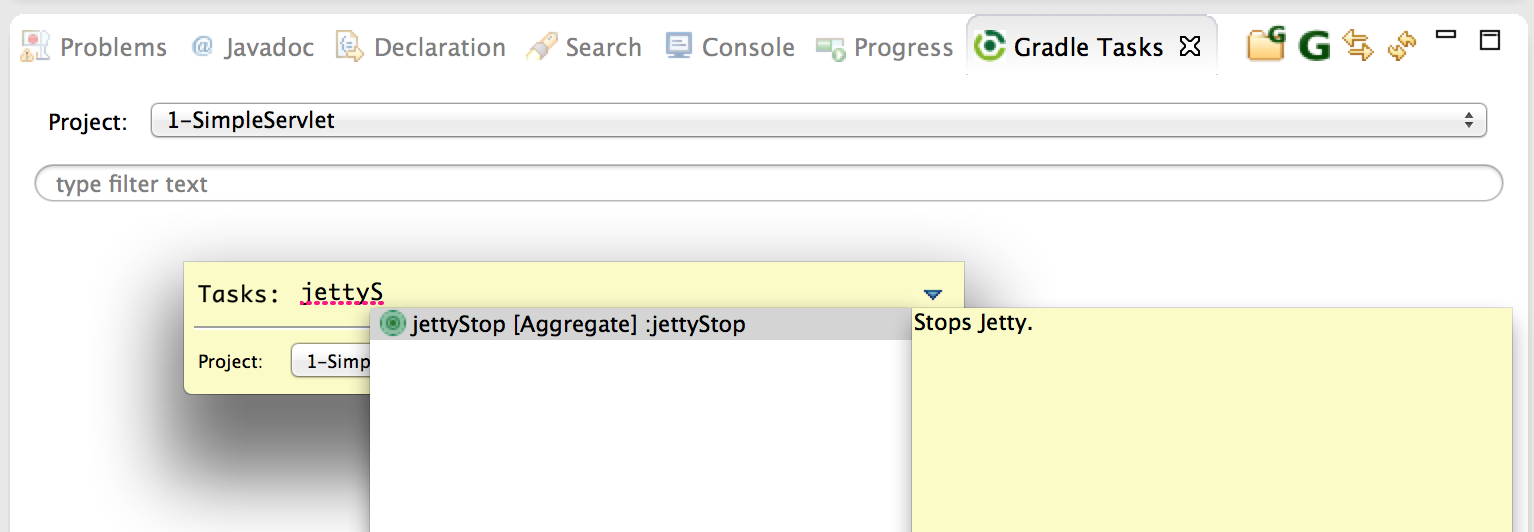 Problems @ Javadoc Declaration Search Console Progress Gradle Tasks G G
Project: 1-SimpleServlet
type filter text
Tasks: jettyS
jettyStop [Aggregate] :jettyStop Stops Jetty.
Project: 1-Simp